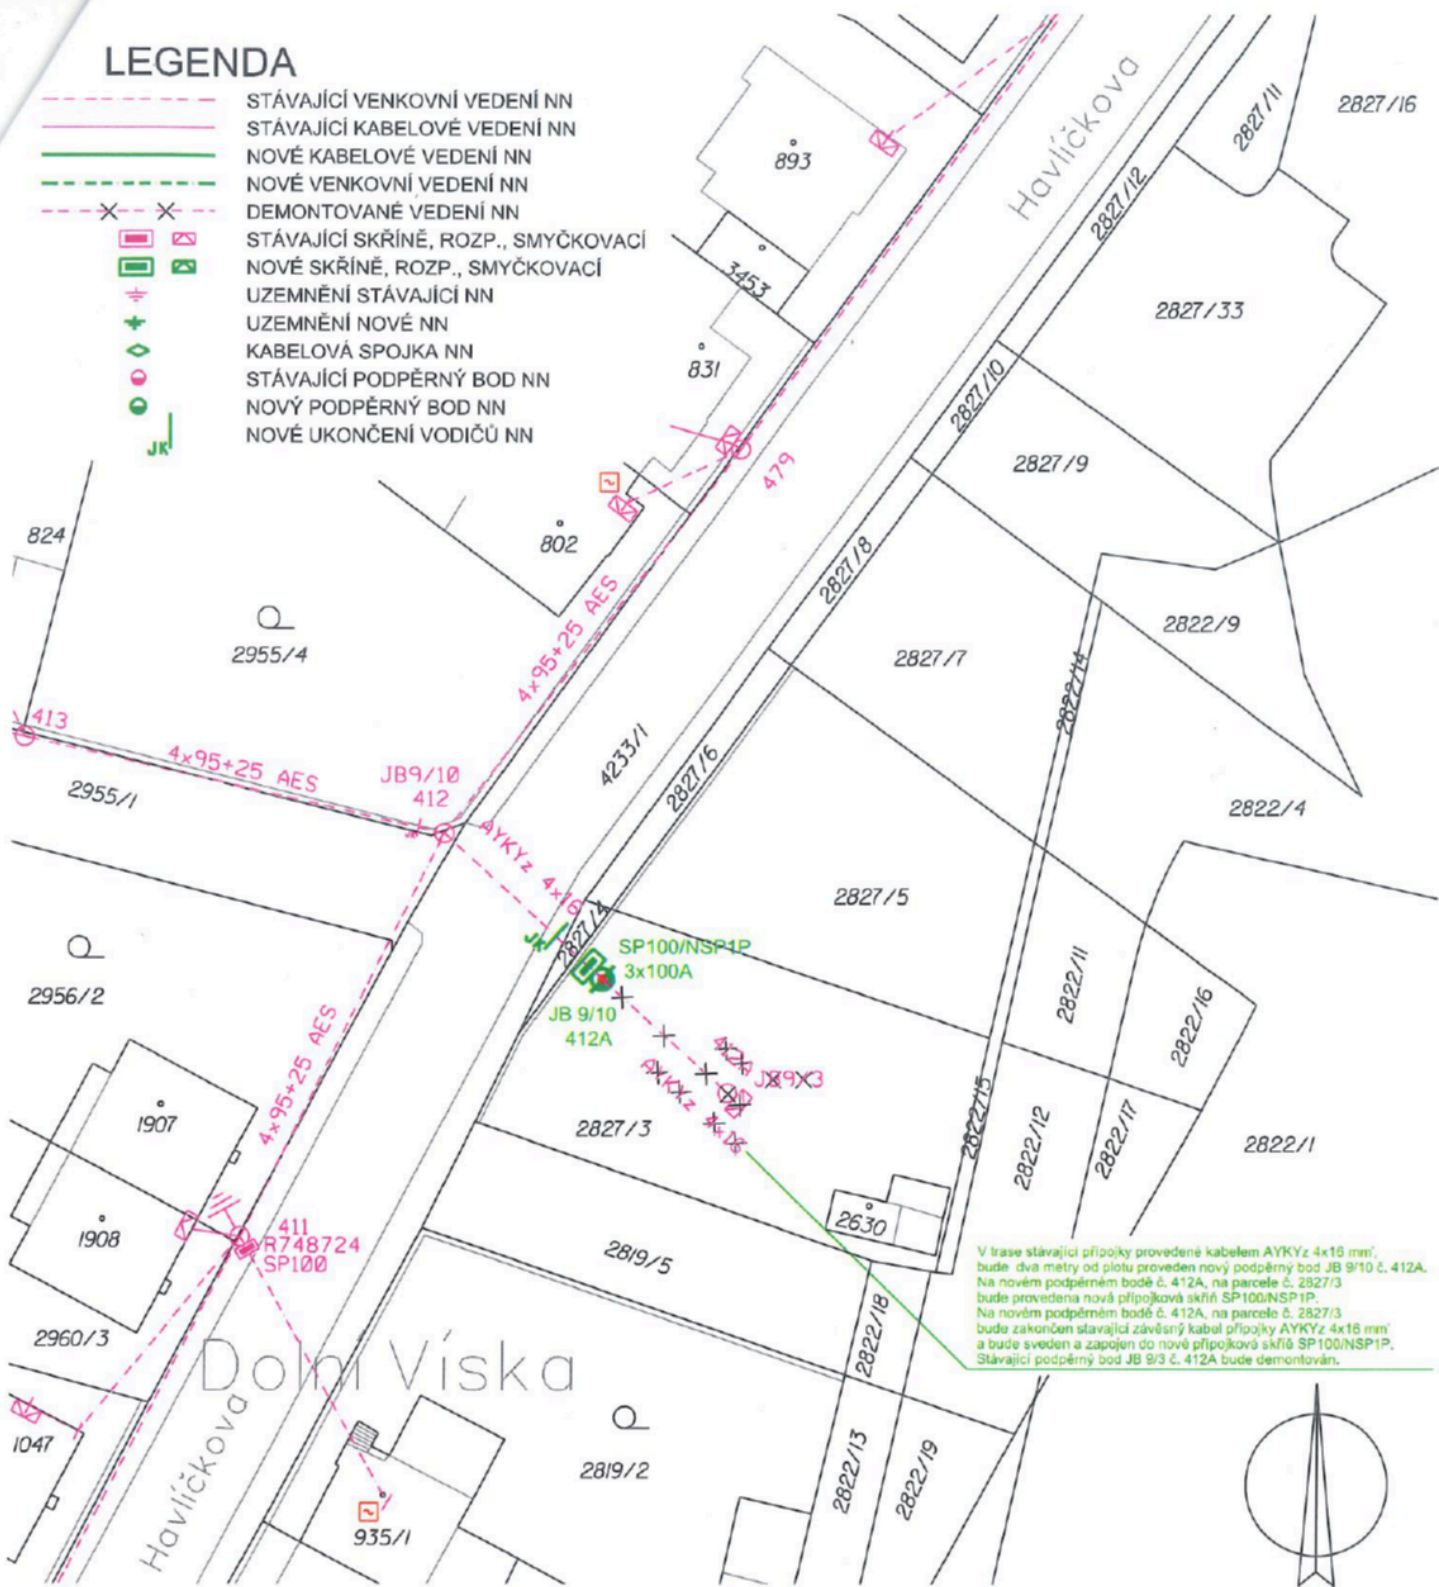 LEGENDA
STÁVAJÍCÍ VENKOVNÍ VEDENÍ NN
STÁVAJÍCÍ KABELOVÉ VEDENÍ NN
NOVÉ KABELOVÉ VEDENÍ NN
NOVÉ VENKOVNÍ VEDENÍ NN
DEMONTOVANÉ VEDENÍ NN
STÁVAJÍCÍ SKŘÍNĚ, ROZP., SMYČKOVACÍ
NOVÉ SKŘÍNĚ, ROZP., SMYČKOVACÍ
UZEMNĚNÍ STÁVAJÍCÍ NN
UZEMNĚNÍ NOVÉ NN
KABELOVÁ SPOJKA NN
STÁVAJÍCÍ PODPĚRNÝ BOD NN
NOVÝ PODPĚRNÝ BOD NN
JK
NOVÉ UKONČENÍ VODIČŮ NN
Havlíčkova
2827/11
2827/16
893
2827/12
3453
2827/33
831
2827/10
479
2827/9
824
802
2827/8
4x95+25 AES
2822/9
2955/4
2827/7
2822/14
413
4x95+25 AES
JB9/10
412
4233/1
2827/6
2955/1
2822/4
AYKYz 4x16
2827/5
JK
2827/4
SP100/NSP1P
3x100A
2956/2
JB 9/10
412A
2822/11
2822/16
4x95+25 AES
412A
JB9/3
AYKYz 4x16
1907
2827/3
2822/15
2822/12
2822/17
2822/1
1908
411
R748724
SP100
2630
2819/5
V trase stávající přípojky provedené kabelem AYKYz 4x16 mm²,
bude dva metry od plotu proveden nový podpěrný bod JB 9/10 č. 412A.
Na novém podpěrném bodě č. 412A, na parcele č. 2827/3
bude provedena nová přípojková skříň SP100/NSP1P.
Na novém podpěrném bodě č. 412A, na parcele č. 2827/3
bude zakončen stavající závěsný kabel přípojky AYKYz 4x16 mm²
a bude sveden a zapojen do nové přípojková skříě SP100/NSP1P.
Stávající podpěrný bod JB 9/3 č. 412A bude demontován.
2960/3
2822/18
Dolní Víska
1047
Havlíčkova
2819/2
2822/13
2822/19
935/1